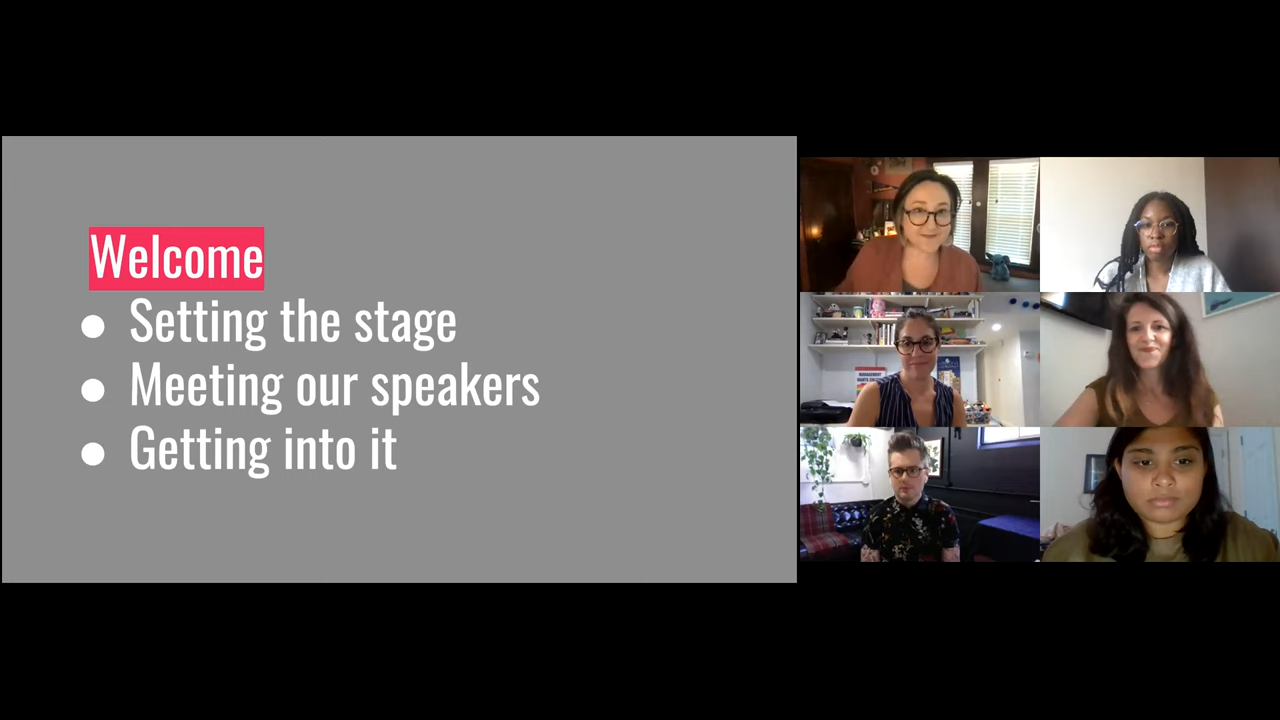 Welcome
● Setting the stage
● Meeting our speakers
● Getting into it